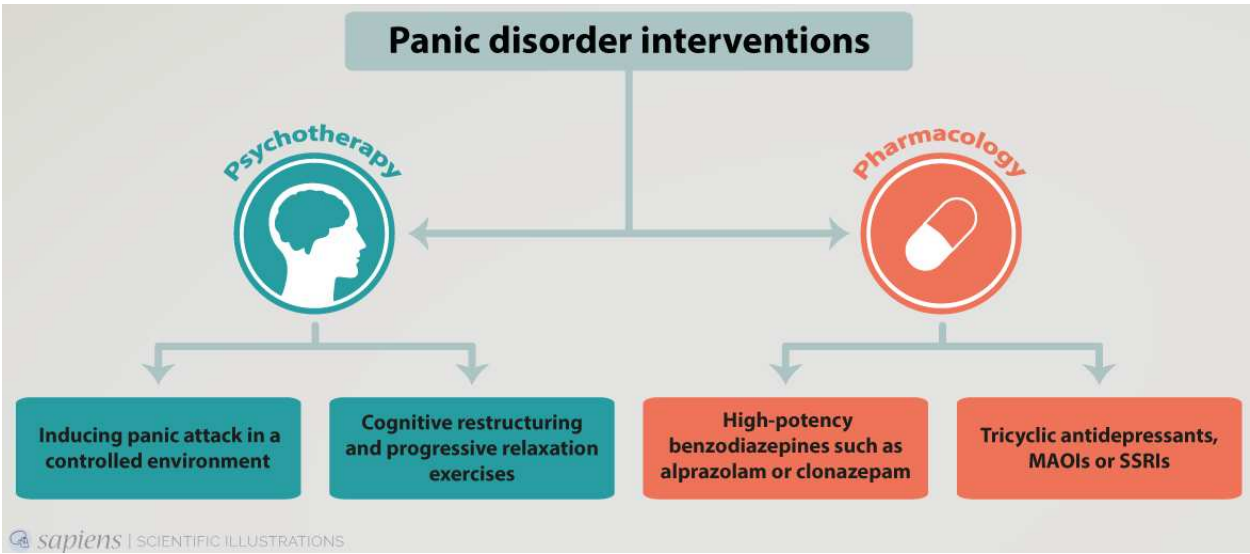 Panic disorder interventions
Psychotherapy
Pharmacology
Inducing panic attack in a
controlled environment
Cognitive restructuring
and progressive relaxation
exercises
High-potency
benzodiazepines such as
alprazolam or clonazepam
Tricyclic antidepressants,
MAOIs or SSRIs
sapiens | SCIENTIFIC ILLUSTRATIONS